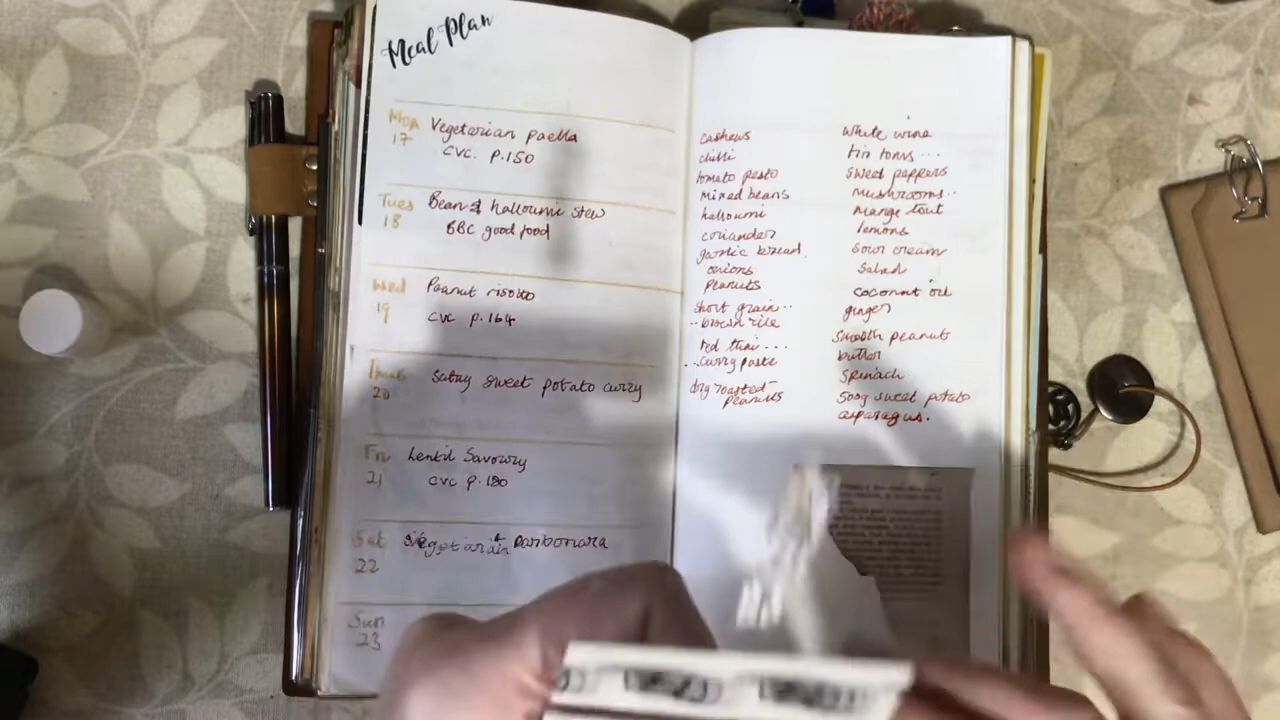 Meal Plan
Mon
17
Vegetarian paella
CVC. P.150
Tues
18
Bean & halloumi stew
BBC good food
Wed
19
Peanut risotto
CVC P.164
Thurs
20
Satay sweet potato curry
Fri
21
Lentil Savoury
CVC P.180
Sat
22
Vegetarian Carbonara
Sun
23
cashews
chilli
tomato pesto
mixed beans
halloumi
coriander
garlic bread.
onions
Peanuts
short grain..
..brown rice
red thai....
..curry paste
dry roasted
Peanuts
White wine
tin toms...
Sweet peppers
mushrooms..
Mange tout
lemons
Sour cream
Salad
coconut oil
ginger
smooth peanut
butter
Spinach
500g sweet potato
asparagus.